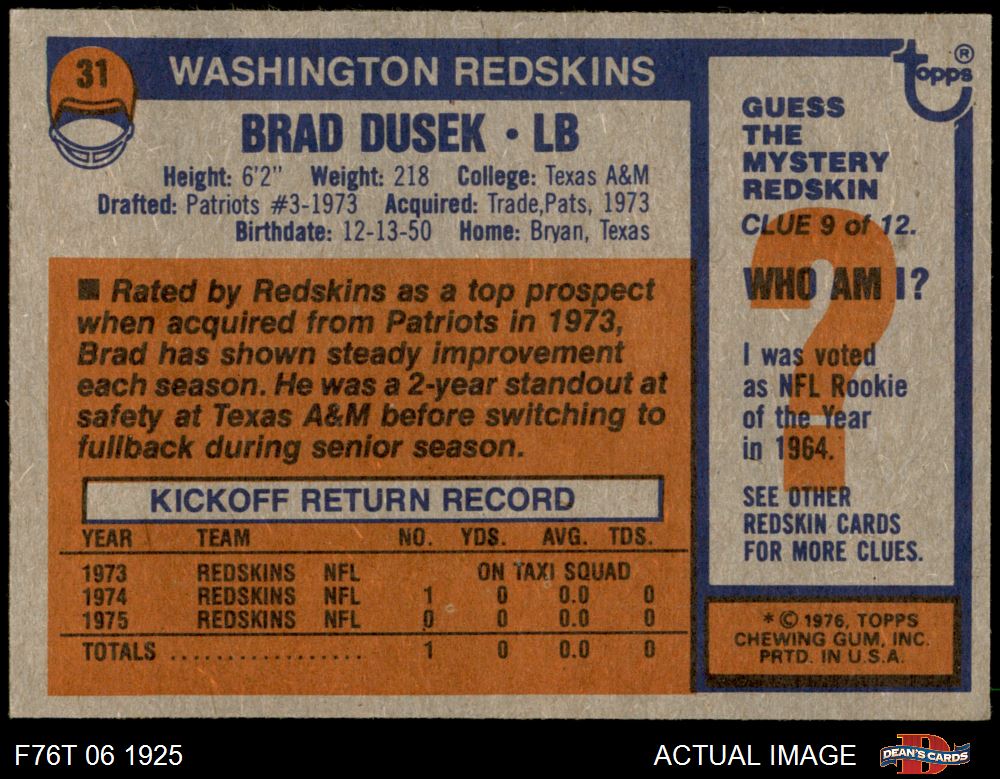 31
WASHINGTON REDSKINS
BRAD DUSEK • LB
Height: 6'2" Weight: 218 College: Texas A&M
Drafted: Patriots #3-1973 Acquired: Trade,Pats, 1973
Birthdate: 12-13-50 Home: Bryan, Texas
■ Rated by Redskins as a top prospect
when acquired from Patriots in 1973,
Brad has shown steady improvement
each season. He was a 2-year standout at
safety at Texas A&M before switching to
fullback during senior season.
KICKOFF RETURN RECORD
YEAR TEAM NO. YDS. AVG. TDS.
1973 REDSKINS NFL ON TAXI SQUAD
1974 REDSKINS NFL 1 0 0.0 0
1975 REDSKINS NFL 0 0 0.0 0
TOTALS .................. 1 0 0.0 0
Topps ®
GUESS
THE
MYSTERY
REDSKIN
CLUE 9 of 12.
?
WHO AM I?
I was voted
as NFL Rookie
of the Year
in 1964.
SEE OTHER
REDSKIN CARDS
FOR MORE CLUES.
* © 1976, TOPPS
CHEWING GUM, INC.
PRTD. IN U.S.A.
F76T 06 1925
ACTUAL IMAGE
D
DEAN'S CARDS